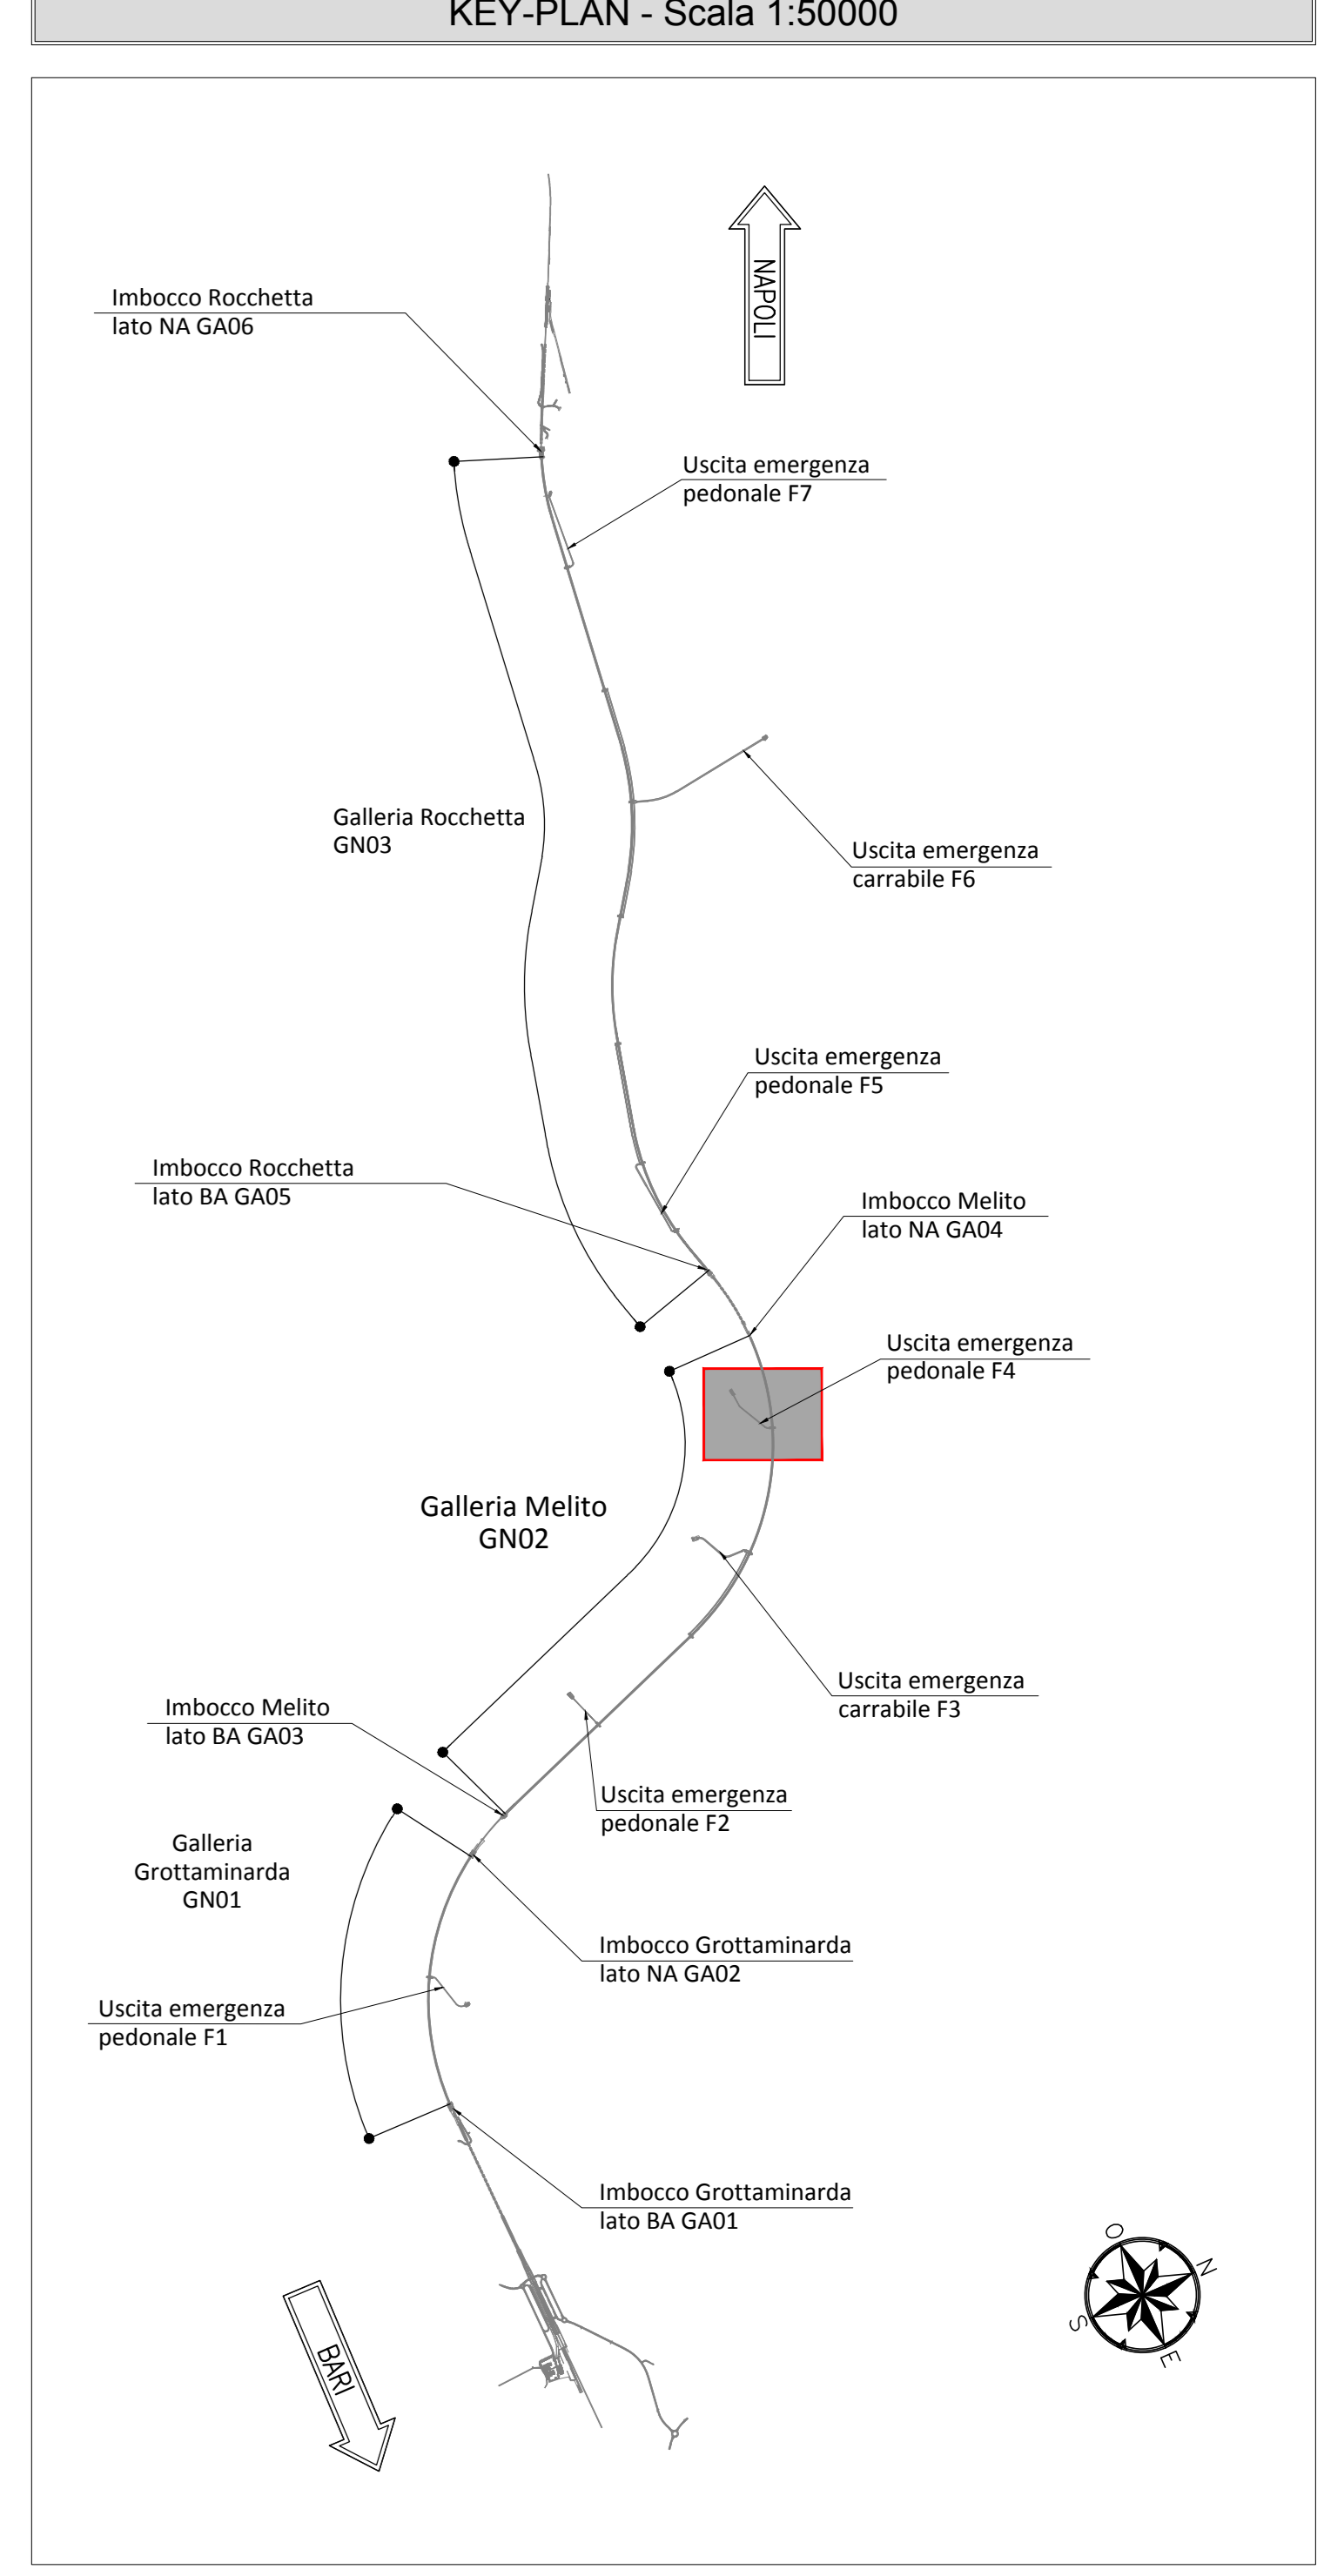 KEY-PLAN - Scala 1:50000
NAPOLI
Imbocco Rocchetta
lato NA GA06
Uscita emergenza
pedonale F7
Galleria Rocchetta
GN03
Uscita emergenza
carrabile F6
Uscita emergenza
pedonale F5
Imbocco Rocchetta
lato BA GA05
Imbocco Melito
lato NA GA04
Uscita emergenza
pedonale F4
Galleria Melito
GN02
Uscita emergenza
carrabile F3
Imbocco Melito
lato BA GA03
Uscita emergenza
pedonale F2
Galleria
Grottaminarda
GN01
Imbocco Grottaminarda
lato NA GA02
Uscita emergenza
pedonale F1
Imbocco Grottaminarda
lato BA GA01
O
N
S
E
BARI